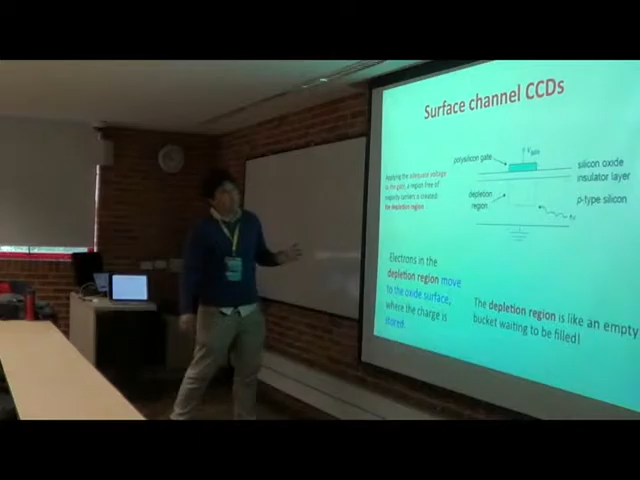 Surface channel CCDs
Applying the adequate voltage
to the gate, a region free of
majority carriers is created:
the depletion region
polysilicon gate
V gate
silicon oxide
insulator layer
depletion
region
p-type silicon
Electrons in the
depletion region move
to the oxide surface,
where the charge is
stored.
The depletion region is like an empty
bucket waiting to be filled!